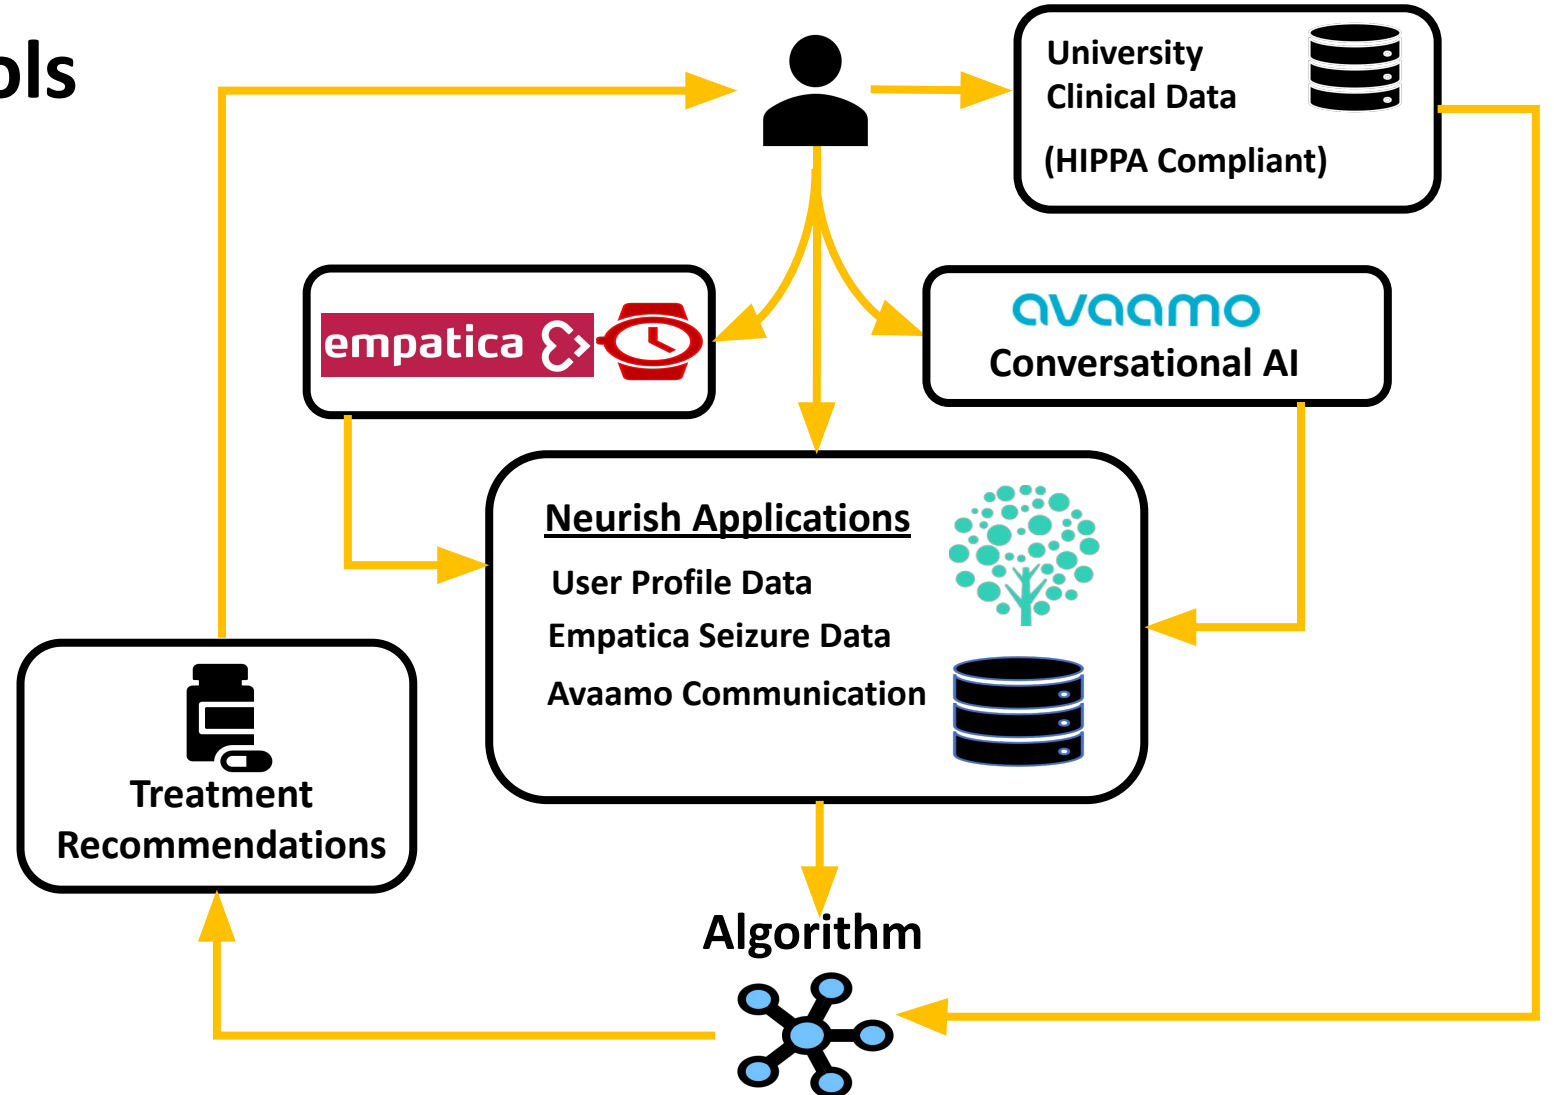 ols
University
Clinical Data
(HIPPA Compliant)
empatica
avaamo
Conversational AI
Neurish Applications
User Profile Data
Empatica Seizure Data
Avaamo Communication
Treatment
Recommendations
Algorithm